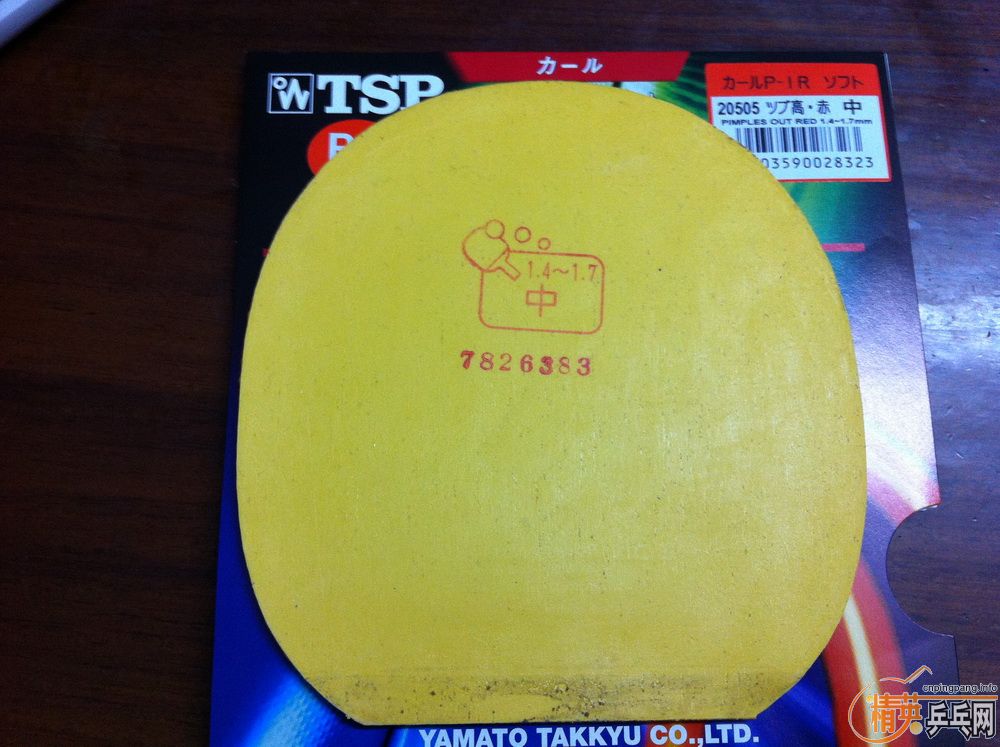 カール
TSP
カールP-1R ソフト
20505 ツブ高・赤 中
PIMPLES OUT RED 1.4~1.7mm
03590028323
1.4~1.7
中
7826383
YAMATO TAKKYU CO.,LTD.
cnpingpang.info
精英乒乓网